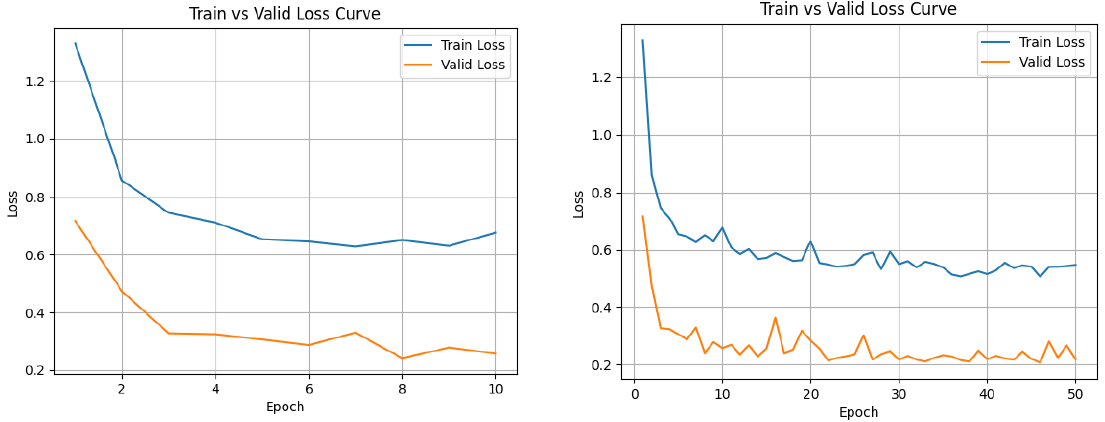 Train vs Valid Loss Curve
Train Loss
Valid Loss
1.2
1.0
0.8
0.6
0.4
0.2
Loss
2
4
6
8
10
Epoch
Train vs Valid Loss Curve
Train Loss
Valid Loss
1.2
1.0
0.8
0.6
0.4
0.2
Loss
0
10
20
30
40
50
Epoch